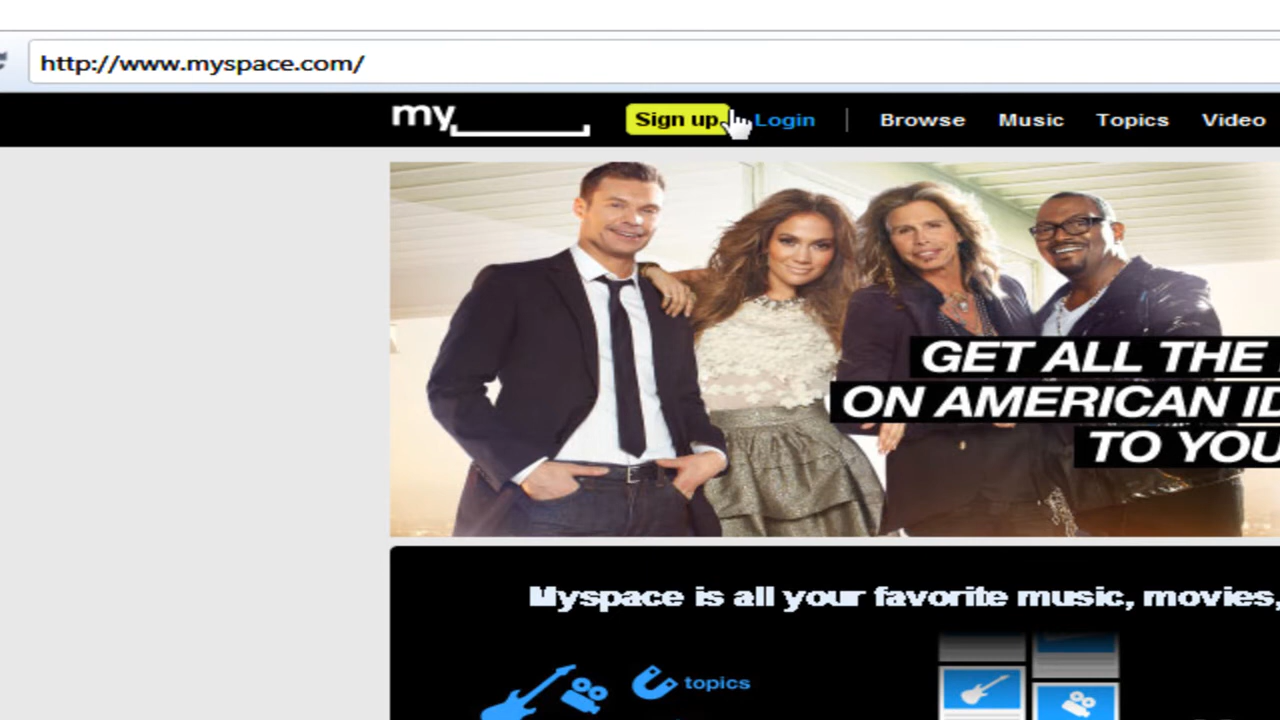 http://www.myspace.com/
my
Sign up Login Browse Music Topics Video
GET ALL THE
ON AMERICAN ID
TO YOU
Myspace is all your favorite music, movies,
topics